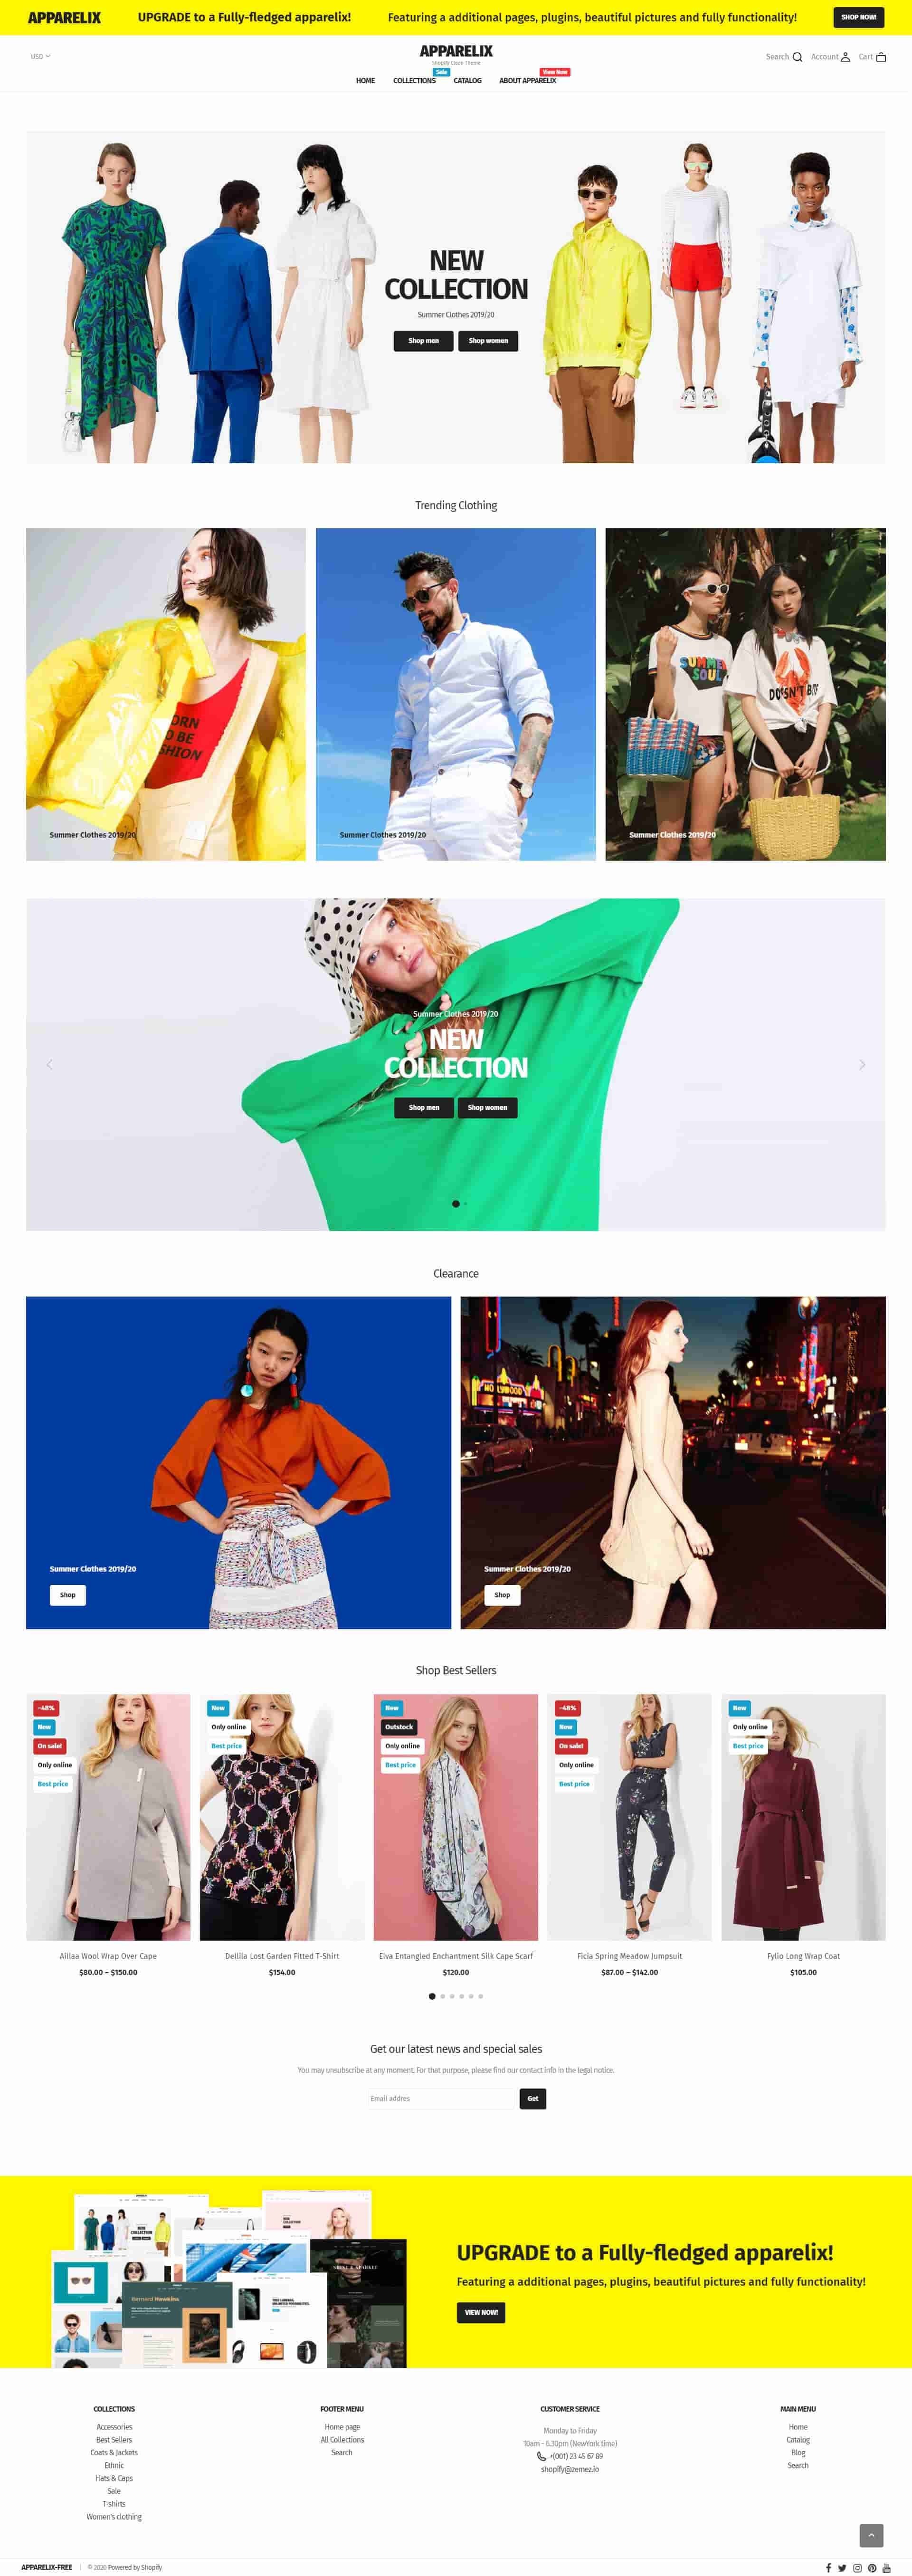 APPARELIX
UPGRADE to a Fully-fledged apparelix!
Featuring a additional pages, plugins, beautiful pictures and fully functionality!
SHOP NOW!
USD
APPARELIX
Shopify Clean Theme
Search
Account
Cart
Sale
View Now
HOME
COLLECTIONS
CATALOG
ABOUT APPARELIX
NEW
COLLECTION
Summer Clothes 2019/20
Shop men
Shop women
Trending Clothing
SUMME
SOUL
DOESN'T BITE
ORN
O BE
SHION
Summer Clothes 2019/20
Summer Clothes 2019/20
Summer Clothes 2019/20
Summer Clothes 2019/20
NEW
COLLECTION
Shop men
Shop women
Clearance
HOLLYWOOD
Summer Clothes 2019/20
Shop
Summer Clothes 2019/20
Shop
Shop Best Sellers
-48%
New
On sale!
Only online
Best price
New
Only online
Best price
New
Outstock
Only online
Best price
-48%
New
On sale!
Only online
Best price
New
Only online
Best price
Aillaa Wool Wrap Over Cape
$80.00 – $150.00
Dellila Lost Garden Fitted T-Shirt
$154.00
Elva Entangled Enchantment Silk Cape Scarf
$120.00
Ficia Spring Meadow Jumpsuit
$87.00 – $142.00
Fylio Long Wrap Coat
$105.00
Get our latest news and special sales
You may unsubscribe at any moment. For that purpose, please find our contact info in the legal notice.
Email addres
Get
Bernard Hawkins
UPGRADE to a Fully-fledged apparelix!
Featuring a additional pages, plugins, beautiful pictures and fully functionality!
VIEW NOW!
COLLECTIONS
Accessories
Best Sellers
Coats & Jackets
Ethnic
Hats & Caps
Sale
T-shirts
Women's clothing
FOOTER MENU
Home page
All Collections
Search
CUSTOMER SERVICE
Monday to Friday
10am - 6.30pm (NewYork time)
+(001) 23 45 67 89
shopify@zemez.io
MAIN MENU
Home
Catalog
Blog
Search
APPARELIX-FREE | © 2020 Powered by Shopify